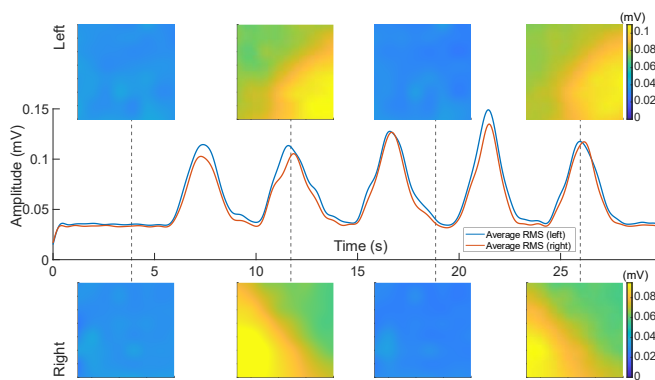 Left
(mV)
0.1
0.08
0.06
0.04
0.02
0
Amplitude (mV)
0.15
0.1
0.05
0
0
5
10
15
20
25
Time (s)
Average RMS (left)
Average RMS (right)
Right
(mV)
0.08
0.06
0.04
0.02
0